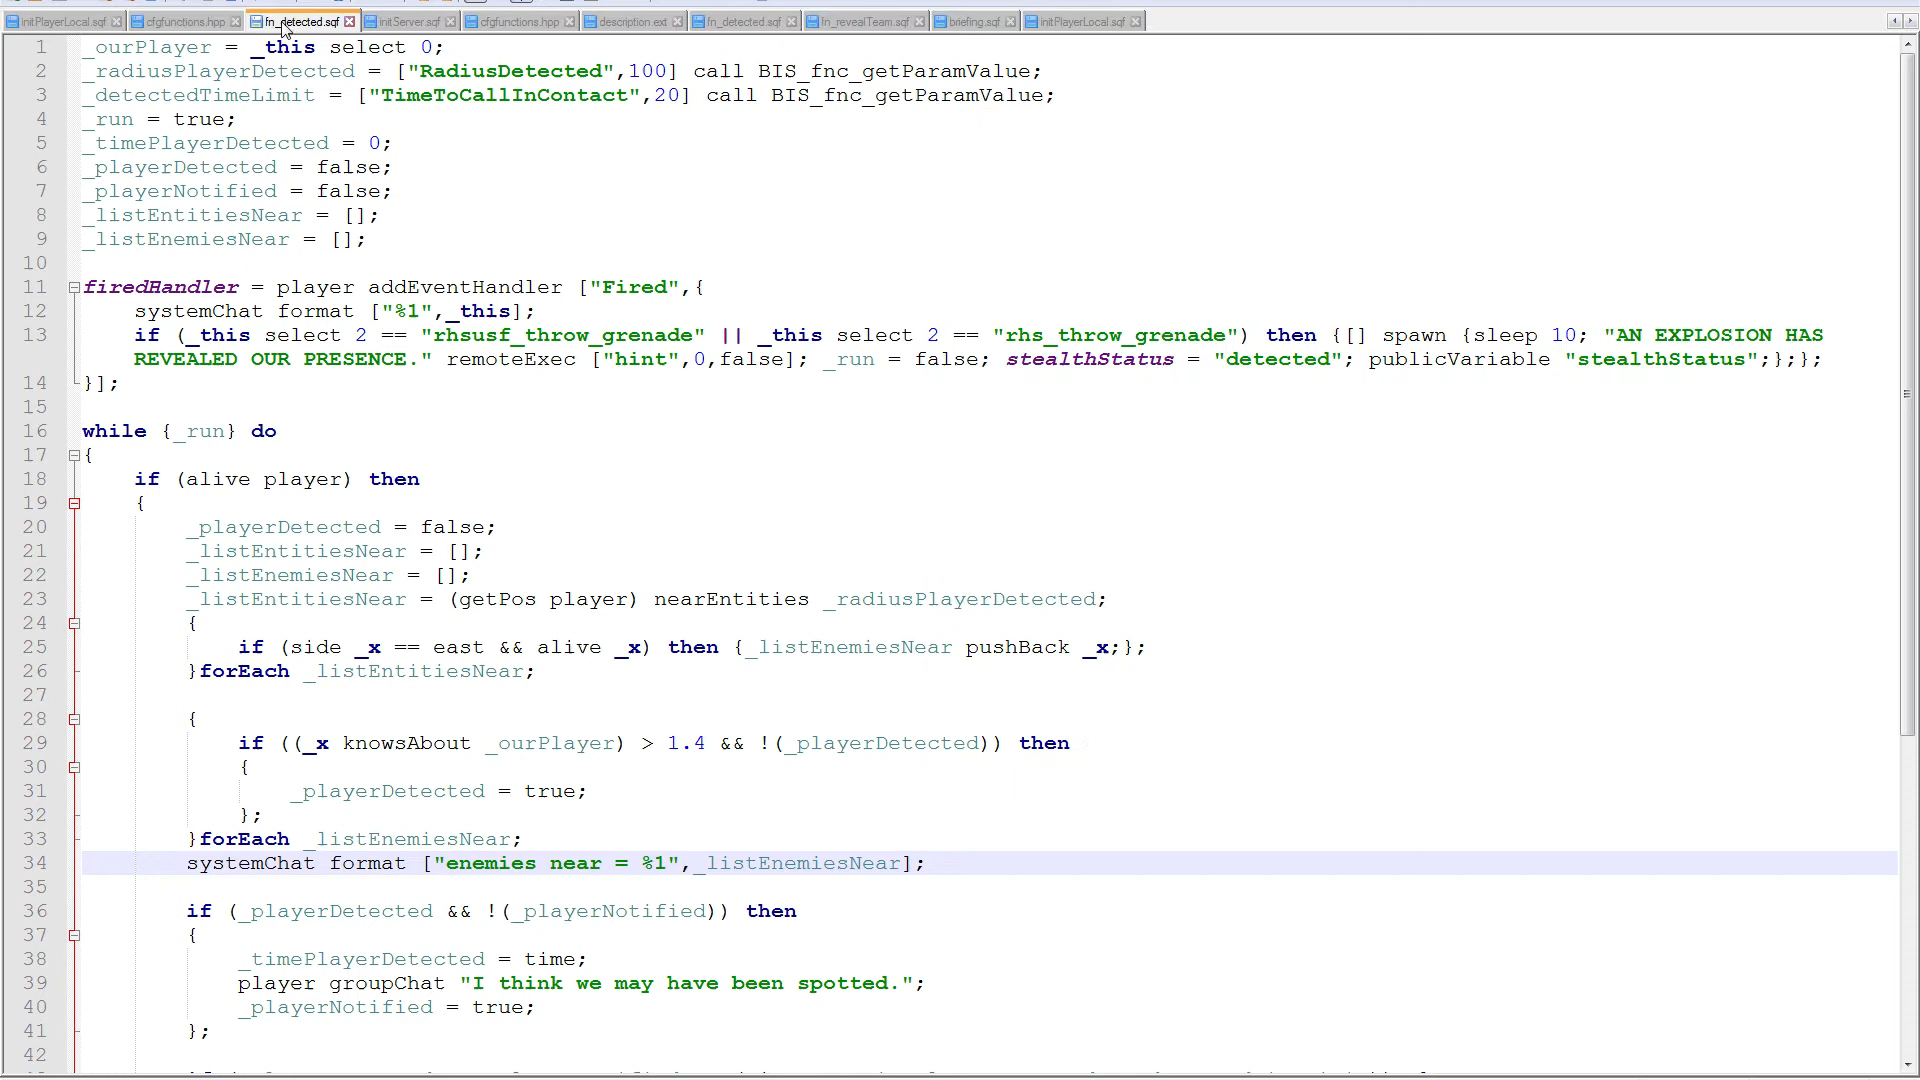 initPlayerLocal.sqf cfgfunctions.hpp fn_detected.sqf initServer.sqf cfgfunctions.hpp description.ext fn_detected.sqf fn_revealTeam.sqf briefing.sqf initPlayerLocal.sqf
1 _ourPlayer = _this select 0;
2 _radiusPlayerDetected = ["RadiusDetected",100] call BIS_fnc_getParamValue;
3 _detectedTimeLimit = ["TimeToCallInContact",20] call BIS_fnc_getParamValue;
4 _run = true;
5 _timePlayerDetected = 0;
6 _playerDetected = false;
7 _playerNotified = false;
8 _listEntitiesNear = [];
9 _listEnemiesNear = [];
10
11 firedHandler = player addEventHandler ["Fired",{
12 systemChat format ["%1",_this];
13 if (_this select 2 == "rhsusf_throw_grenade" || _this select 2 == "rhs_throw_grenade") then {[] spawn {sleep 10; "AN EXPLOSION HAS
REVEALED OUR PRESENCE." remoteExec ["hint",0,false]; _run = false; stealthStatus = "detected"; publicVariable "stealthStatus";};};
14 }];
15
16 while {_run} do
17 {
18 if (alive player) then
19 {
20 _playerDetected = false;
21 _listEntitiesNear = [];
22 _listEnemiesNear = [];
23 _listEntitiesNear = (getPos player) nearEntities _radiusPlayerDetected;
24 {
25 if (side _x == east && alive _x) then {_listEnemiesNear pushBack _x;};
26 }forEach _listEntitiesNear;
27
28 {
29 if ((_x knowsAbout _ourPlayer) > 1.4 && !(_playerDetected)) then
30 {
31 _playerDetected = true;
32 };
33 }forEach _listEnemiesNear;
34 systemChat format ["enemies near = %1",_listEnemiesNear];
35
36 if (_playerDetected && !(_playerNotified)) then
37 {
38 _timePlayerDetected = time;
39 player groupChat "I think we may have been spotted.";
40 _playerNotified = true;
41 };
42